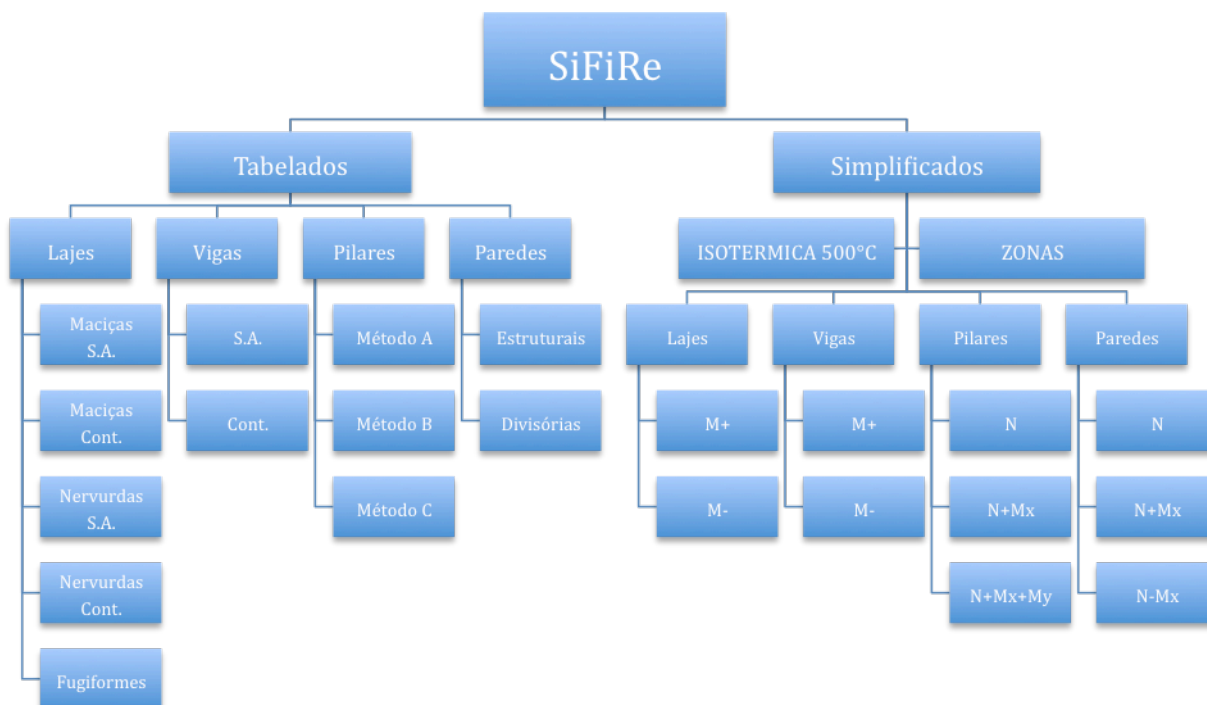 SiFiRe
Tabelados
Simplificados
Lajes
Vigas
Pilares
Paredes
ISOTERMICA 500°C
ZONAS
Maciças
S.A.
S.A.
Método A
Estruturais
Lajes
Vigas
Pilares
Paredes
Maciças
Cont.
Cont.
Método B
Divisórias
M+
M+
N
N
Nervurdas
S.A.
Método C
M-
M-
N+Mx
N+Mx
Nervurdas
Cont.
N+Mx+My
N-Mx
Fugiformes